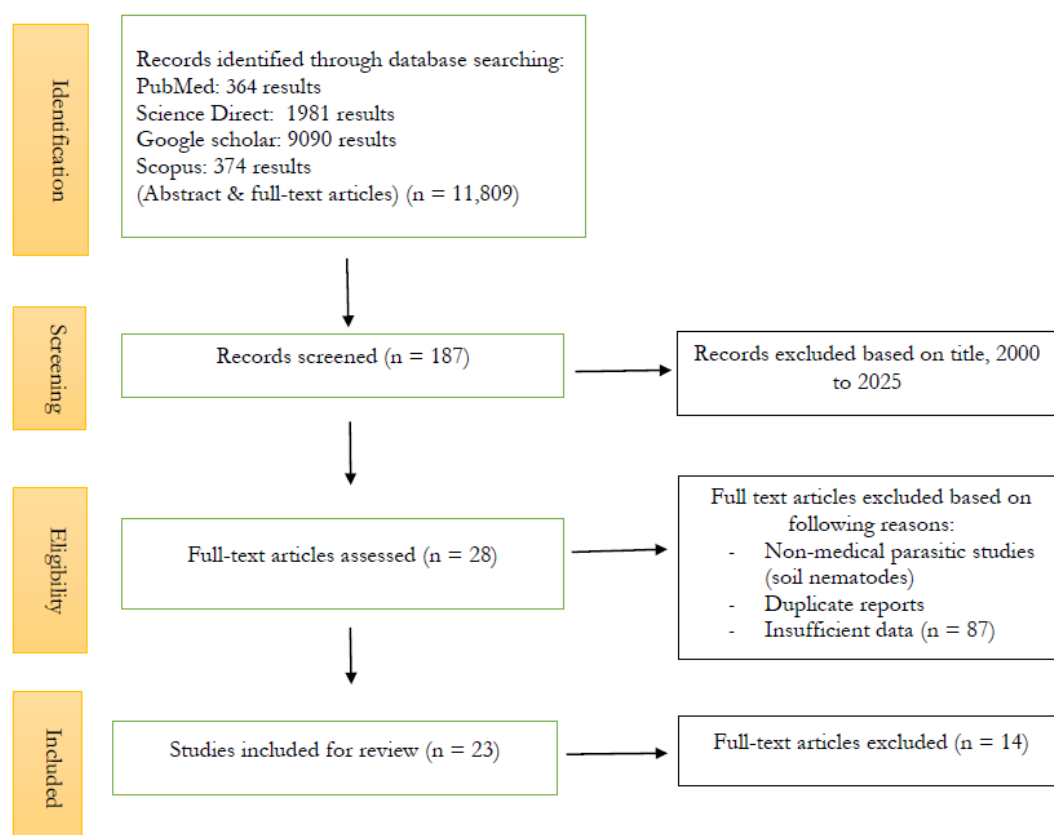 Identification
Records identified through database searching:
PubMed: 364 results
Science Direct:  1981 results
Google scholar: 9090 results
Scopus: 374 results
(Abstract & full-text articles) (n = 11,809)
Screening
Records screened (n = 187)
Records excluded based on title, 2000
to 2025
Eligibility
Full-text articles assessed (n = 28)
Full text articles excluded based on
following reasons:
- Non-medical parasitic studies
(soil nematodes)
- Duplicate reports
- Insufficient data (n = 87)
Included
Studies included for review (n = 23)
Full-text articles excluded (n = 14)